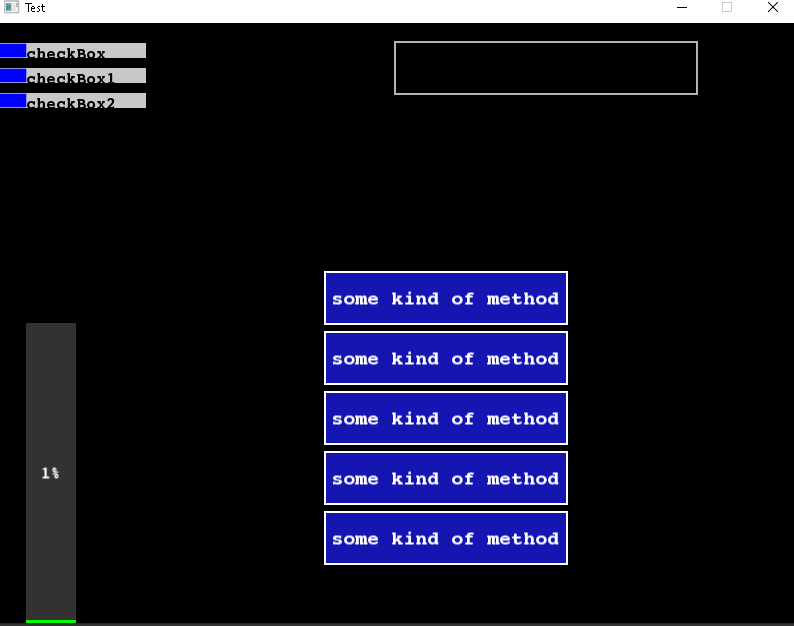 Test
checkBox
checkBox1
checkBox2
some kind of method
some kind of method
some kind of method
1%
some kind of method
some kind of method